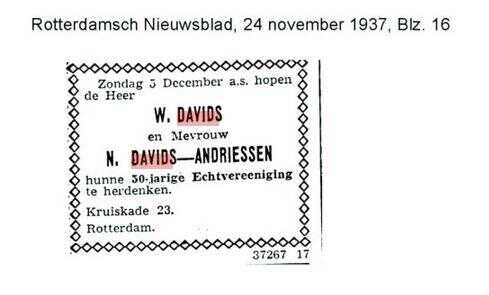 Rotterdamsch Nieuwsblad, 24 november 1937, Blz. 16
Zondag 5 December a.s. hopen
de Heer
W. DAVIDS
en Mevrouw
N. DAVIDS—ANDRIESSEN
hunne 50-jarige Echtvereeniging
te herdenken.
Kruiskade 23.
Rotterdam.
37267 17